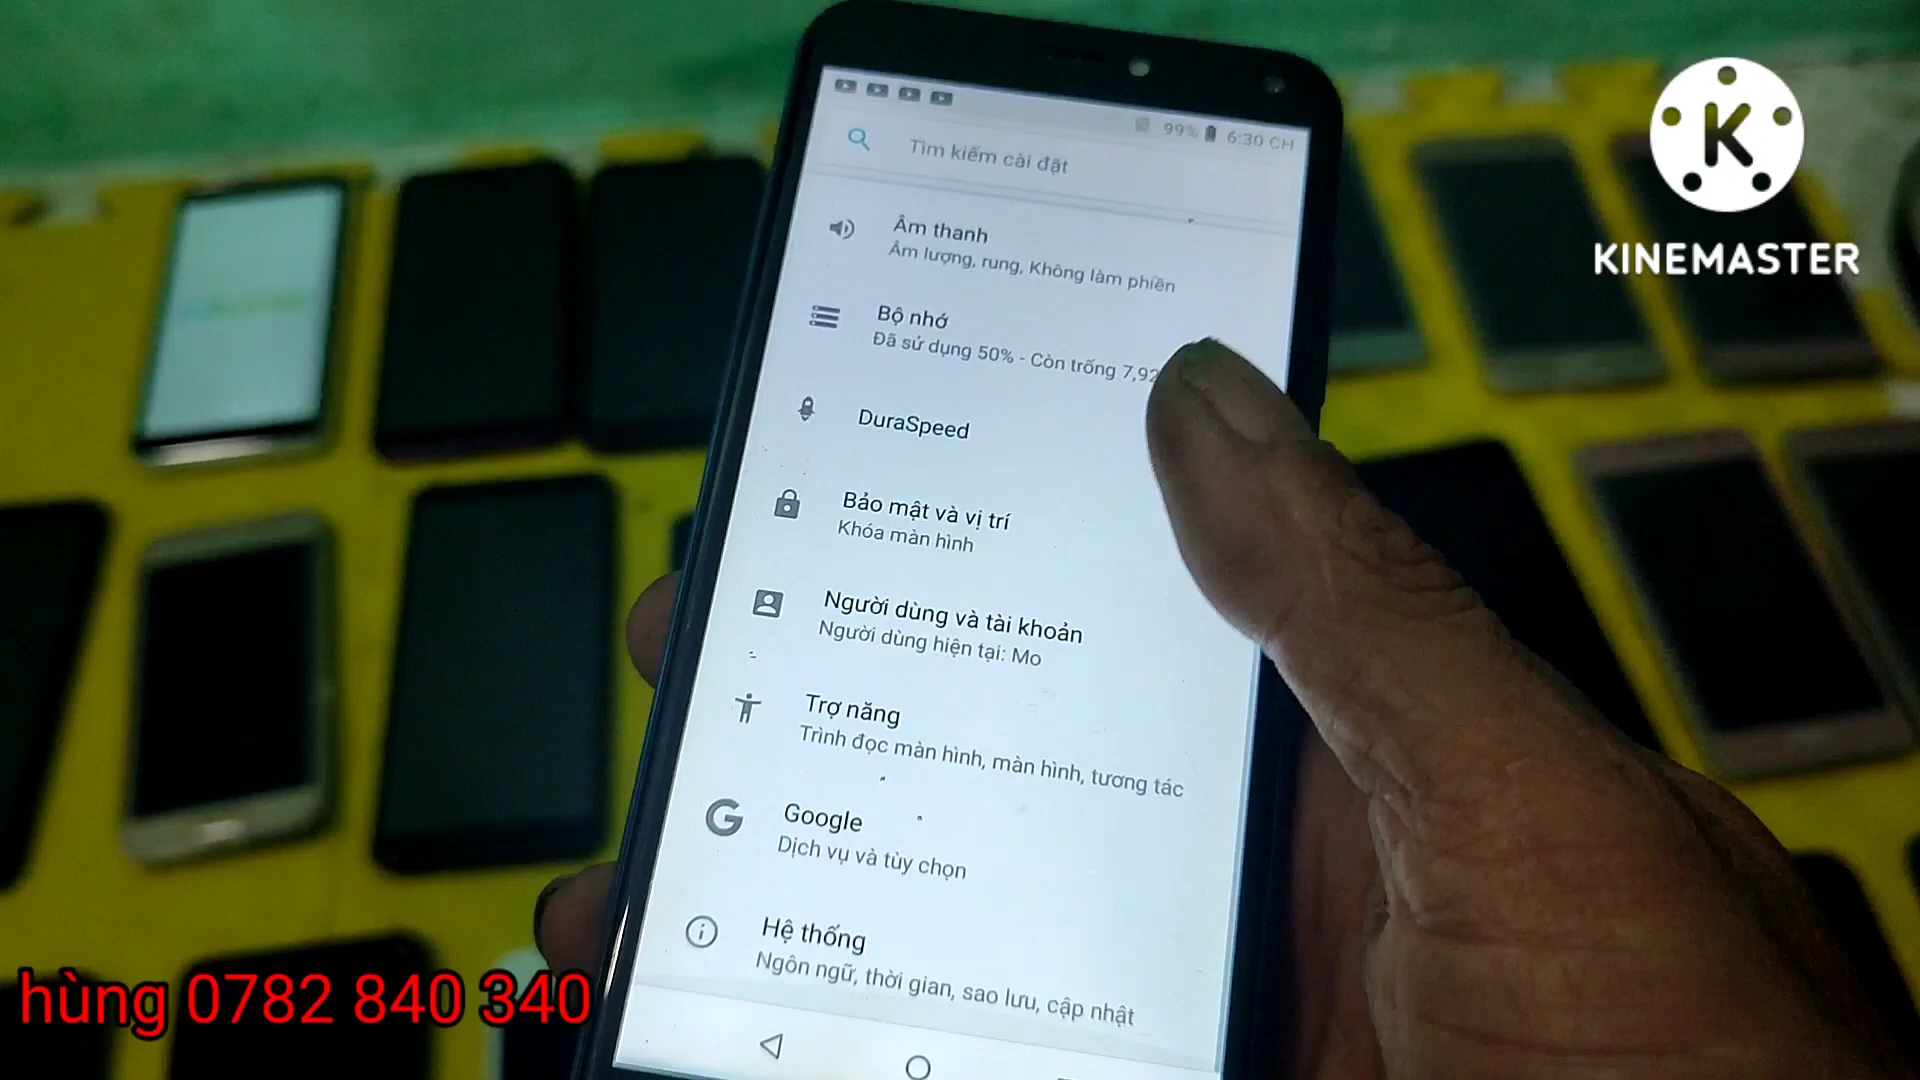 99% 6:30 CH
Tìm kiếm cài đặt
Âm thanh
Âm lượng, rung, Không làm phiền
Bộ nhớ
Đã sử dụng 50% - Còn trống 7,92
DuraSpeed
Bảo mật và vị trí
Khóa màn hình
Người dùng và tài khoản
Người dùng hiện tại: Mo
Trợ năng
Trình đọc màn hình, màn hình, tương tác
Google
Dịch vụ và tùy chọn
Hệ thống
Ngôn ngữ, thời gian, sao lưu, cập nhật
K
KINEMASTER
hùng 0782 840 340